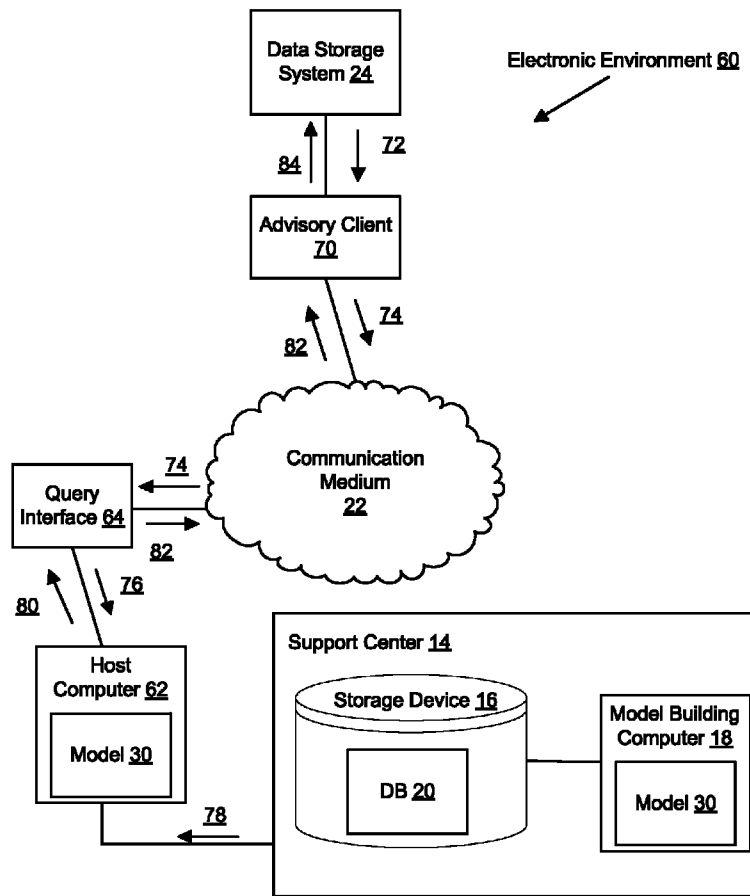 Data Storage
System 24
Electronic Environment 60
84
72
Advisory Client
70
82
74
Communication
Medium
22
74
Query
Interface 64
82
80
76
Host
Computer 62
Model 30
78
Support Center 14
Storage Device 16
DB 20
Model Building
Computer 18
Model 30